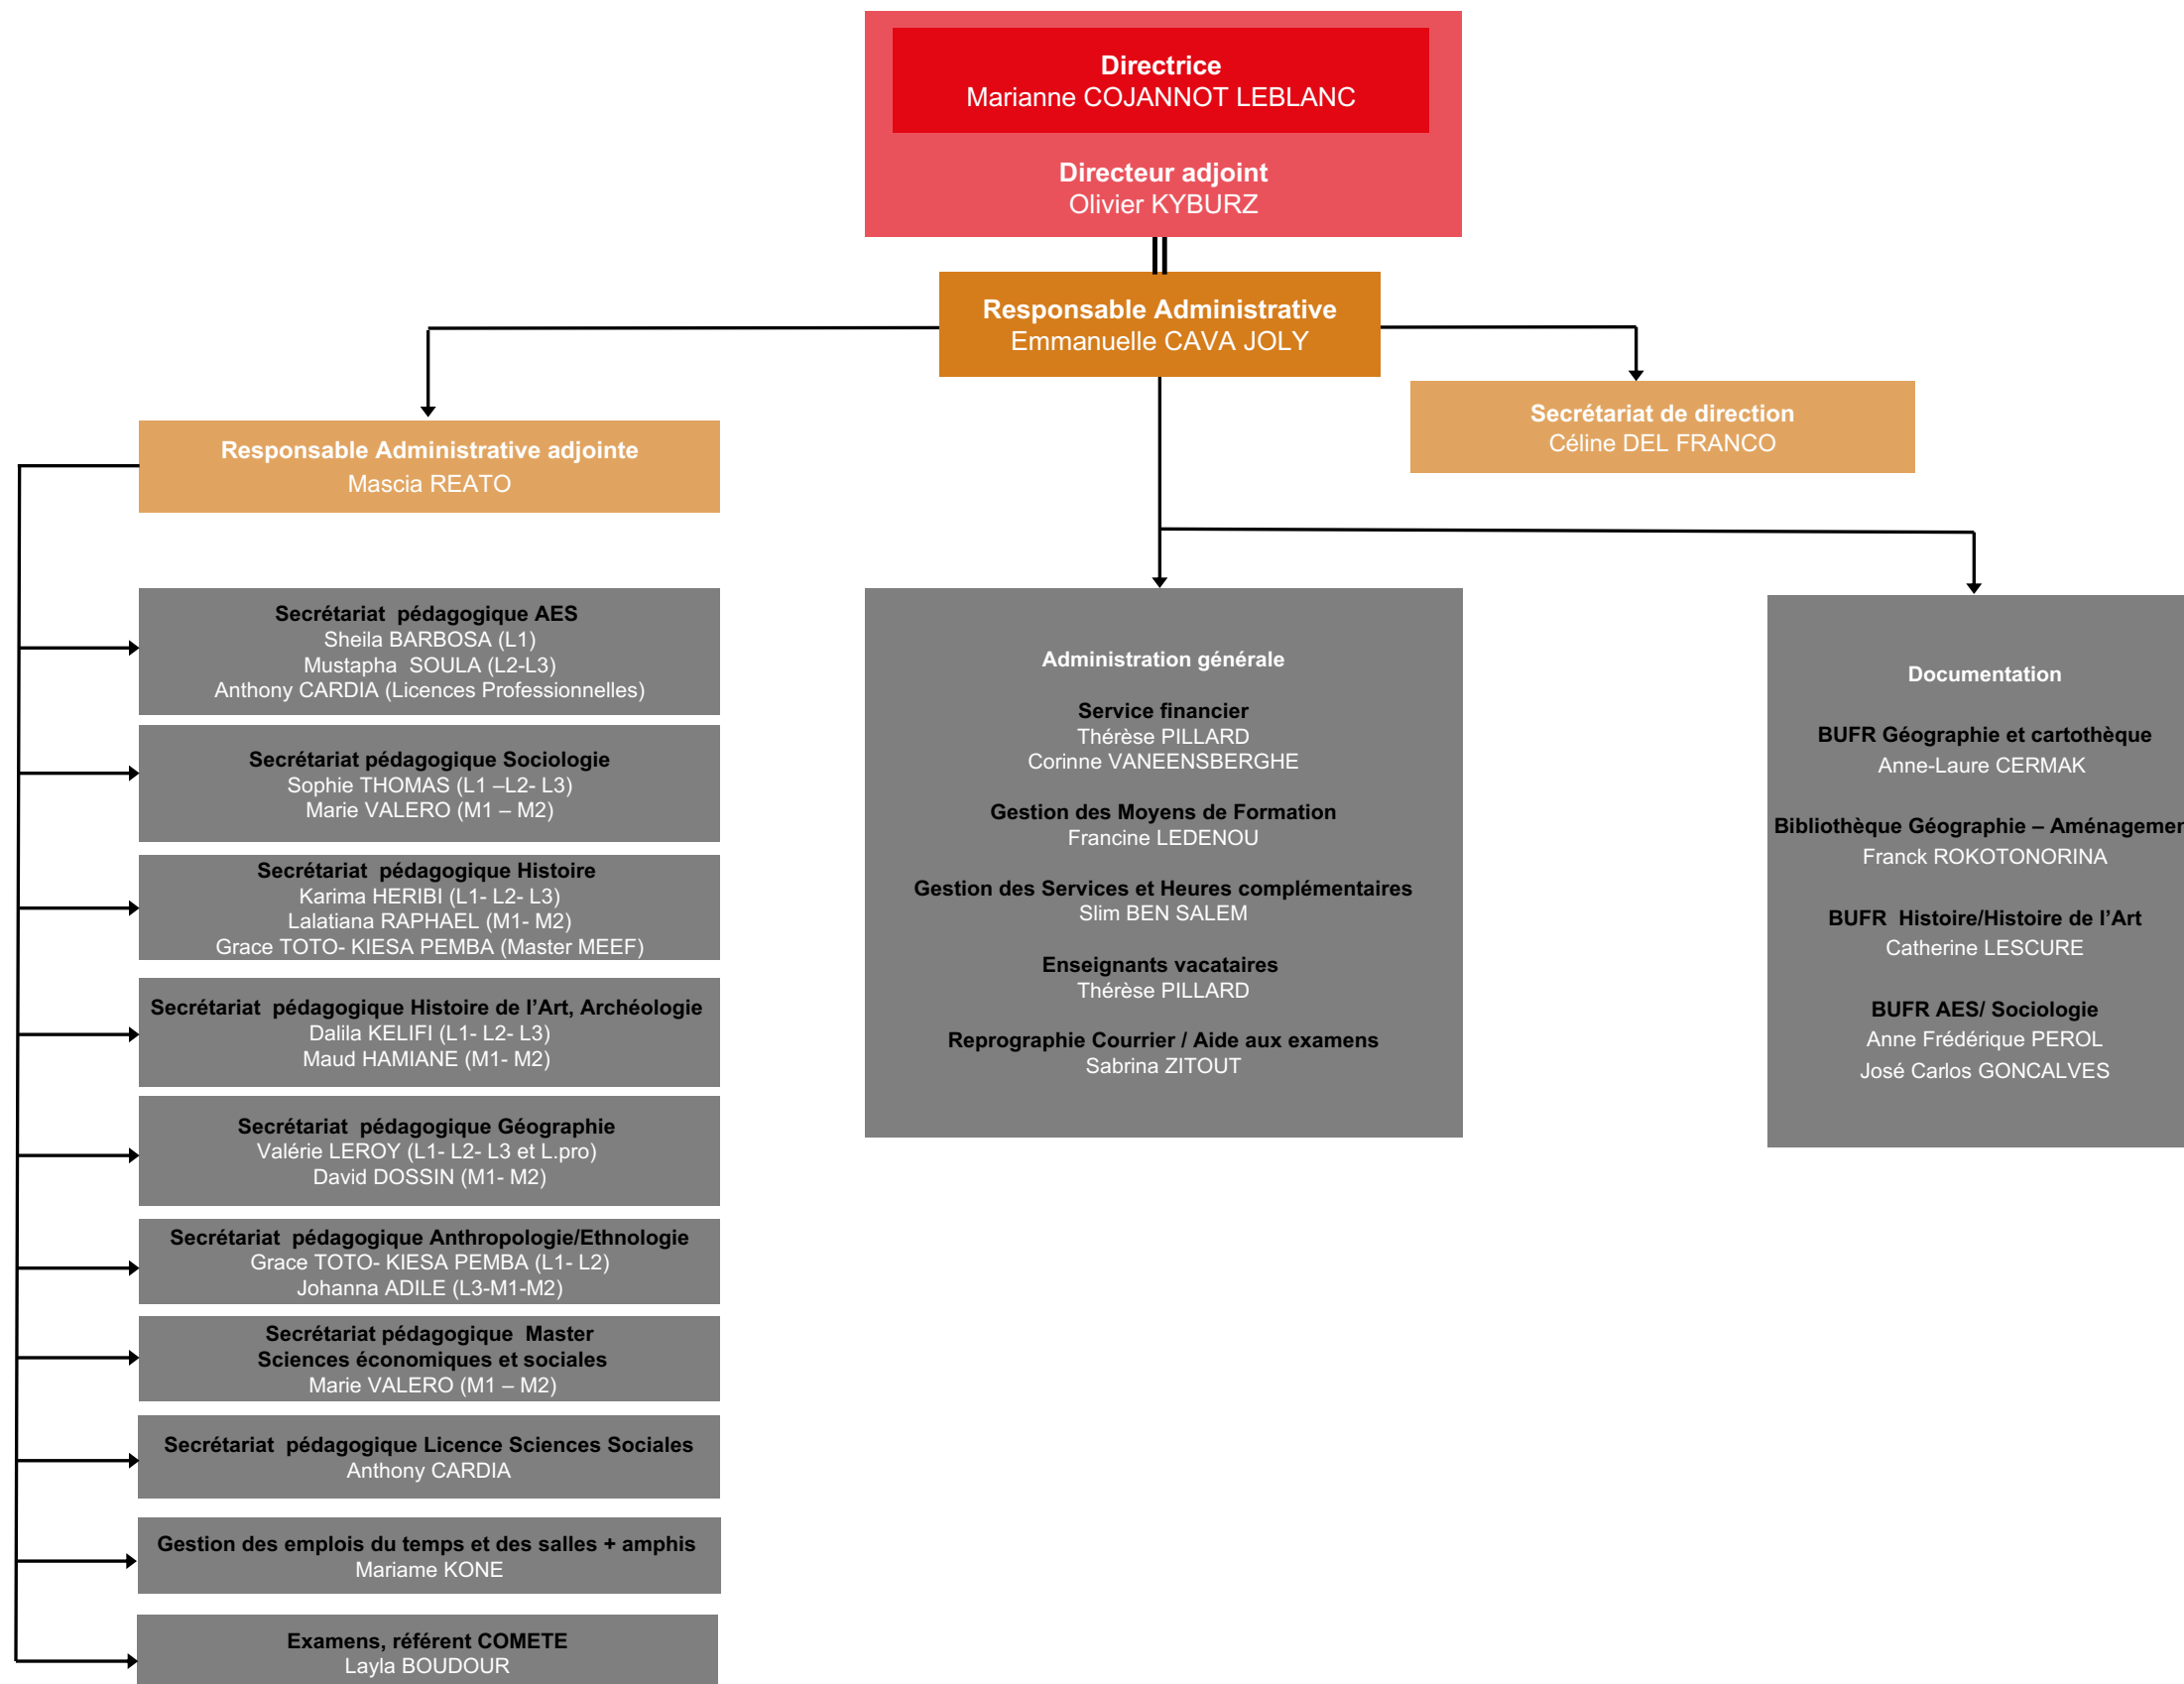 Directrice
Marianne COJANNOT LEBLANC
Directeur adjoint
Olivier KYBURZ
Responsable Administrative
Emmanuelle CAVA JOLY
Secrétariat de direction
Céline DEL FRANCO
Responsable Administrative adjointe
Mascia REATO
Secrétariat pédagogique AES
Sheila BARBOSA (L1)
Mustapha SOULA (L2-L3)
Anthony CARDIA (Licences Professionnelles)
Secrétariat pédagogique Sociologie
Sophie THOMAS (L1 –L2- L3)
Marie VALERO (M1 – M2)
Secrétariat pédagogique Histoire
Karima HERIBI (L1- L2- L3)
Lalatiana RAPHAEL (M1- M2)
Grace TOTO- KIESA PEMBA (Master MEEF)
Secrétariat pédagogique Histoire de l’Art, Archéologie
Dalila KELIFI (L1- L2- L3)
Maud HAMIANE (M1- M2)
Secrétariat pédagogique Géographie
Valérie LEROY (L1- L2- L3 et L.pro)
David DOSSIN (M1- M2)
Secrétariat pédagogique Anthropologie/Ethnologie
Grace TOTO- KIESA PEMBA (L1- L2)
Johanna ADILE (L3-M1-M2)
Secrétariat pédagogique Master
Sciences économiques et sociales
Marie VALERO (M1 – M2)
Secrétariat pédagogique Licence Sciences Sociales
Anthony CARDIA
Gestion des emplois du temps et des salles + amphis
Mariame KONE
Examens, référent COMETE
Layla BOUDOUR
Administration générale
Service financier
Thérèse PILLARD
Corinne VANEENSBERGHE
Gestion des Moyens de Formation
Francine LEDENOU
Gestion des Services et Heures complémentaires
Slim BEN SALEM
Enseignants vacataires
Thérèse PILLARD
Reprographie Courrier / Aide aux examens
Sabrina ZITOUT
Documentation
BUFR Géographie et cartothèque
Anne-Laure CERMAK
Bibliothèque Géographie – Aménagemen
Franck ROKOTONORINA
BUFR Histoire/Histoire de l’Art
Catherine LESCURE
BUFR AES/ Sociologie
Anne Frédérique PEROL
José Carlos GONCALVES